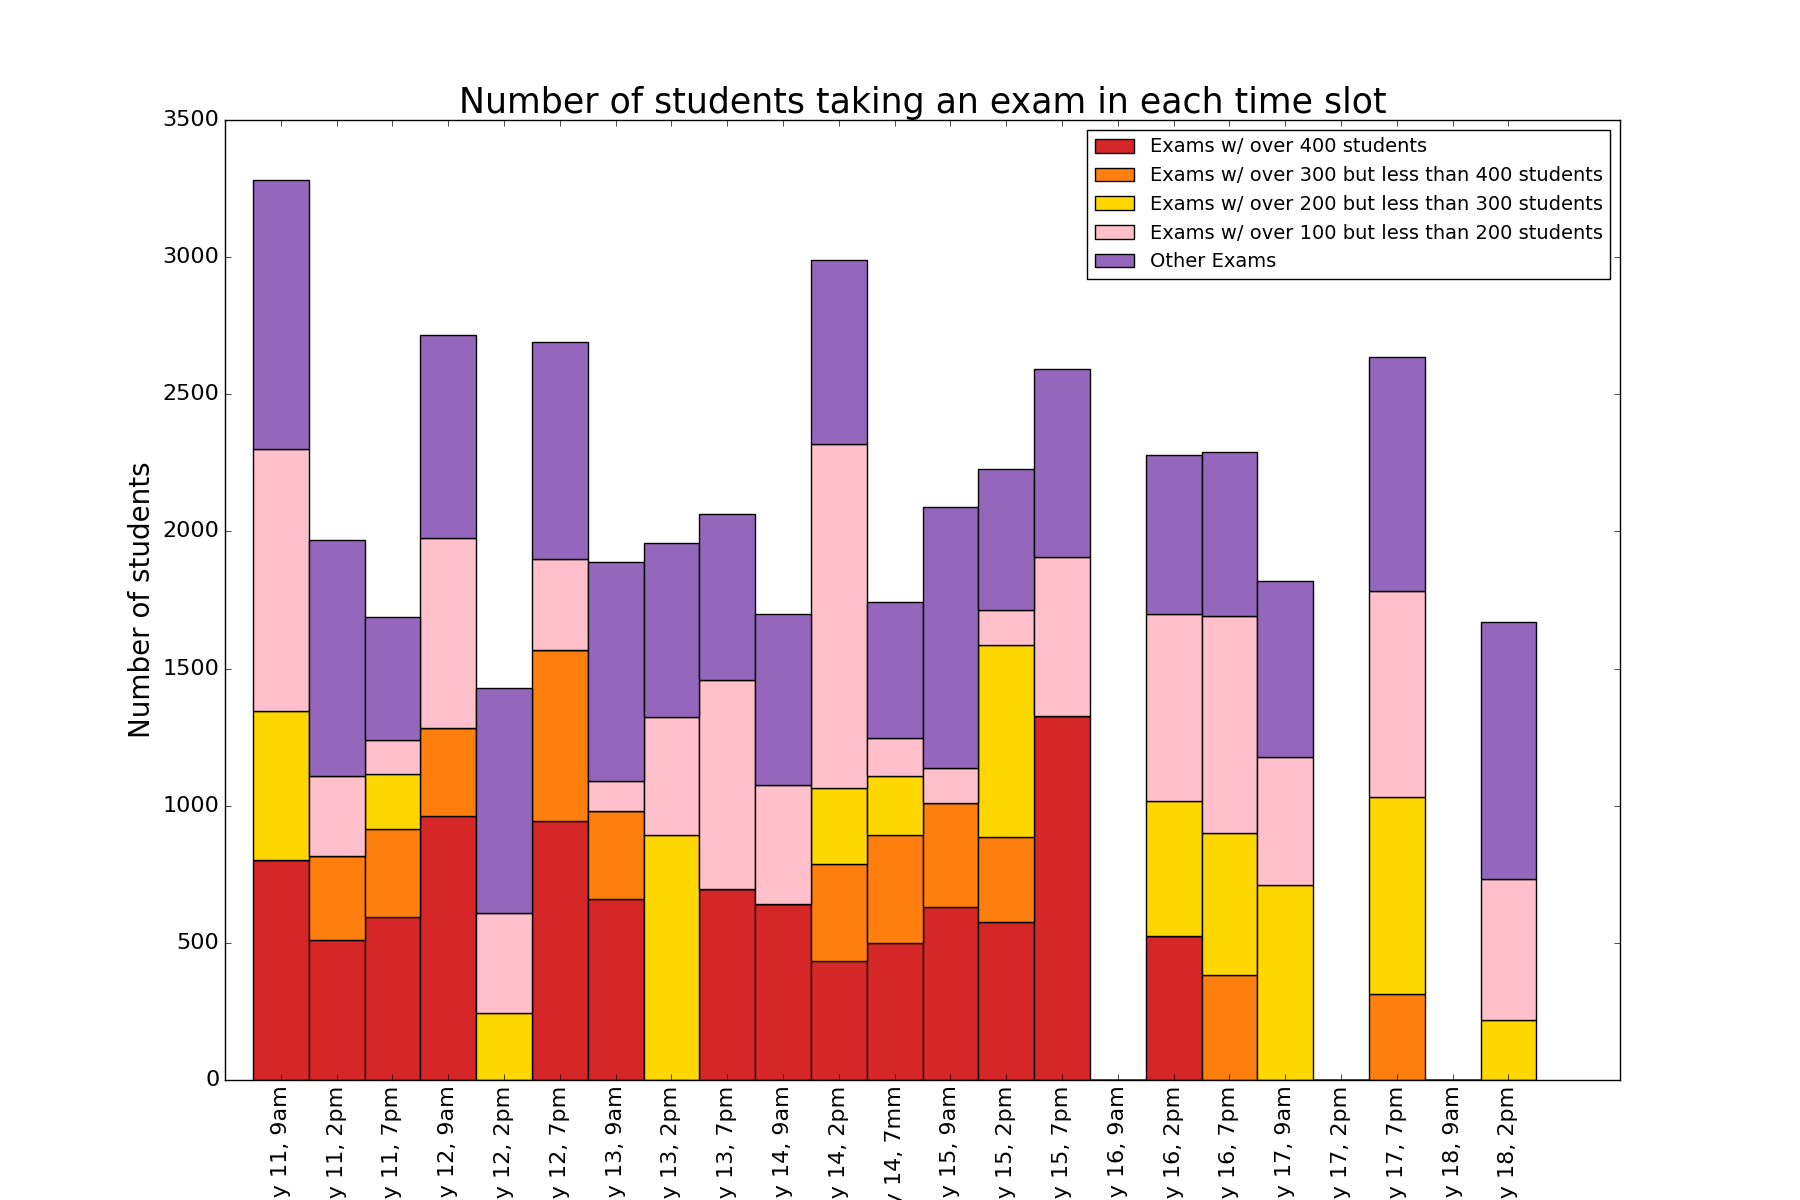 Number of students taking an exam in each time slot
3500
3000
2500
2000
1500
1000
500
0
Number of students
Exams w/ over 400 students
Exams w/ over 300 but less than 400 students
Exams w/ over 200 but less than 300 students
Exams w/ over 100 but less than 200 students
Other Exams
y 11, 9am
y 11, 2pm
y 11, 7pm
y 12, 9am
y 12, 2pm
y 12, 7pm
y 13, 9am
y 13, 2pm
y 13, 7pm
y 14, 9am
y 14, 2pm
y 14, 7mm
y 15, 9am
y 15, 2pm
y 15, 7pm
y 16, 9am
y 16, 2pm
y 16, 7pm
y 17, 9am
y 17, 2pm
y 17, 7pm
y 18, 9am
y 18, 2pm